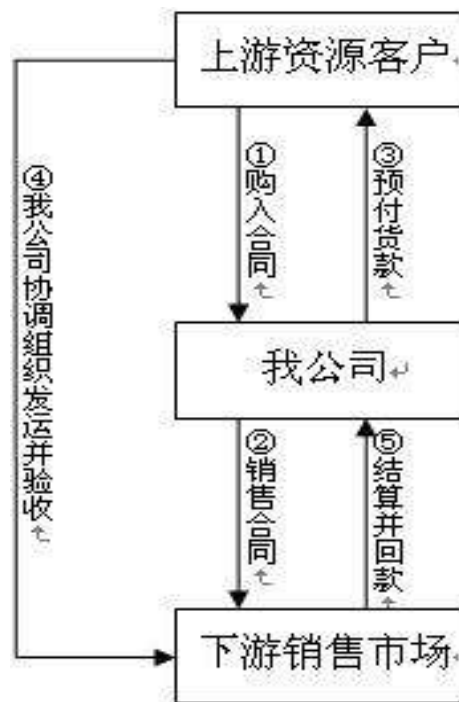 上游资源客户
①购入合同
③预付货款
④我公司协调组织发运并验收
我公司
②销售合同
⑤结算并回款
下游销售市场